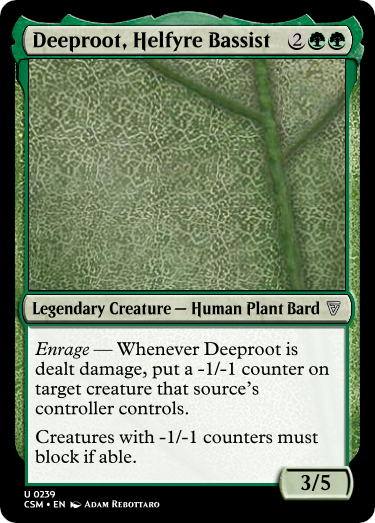 Deeproot, Helfyre Bassist 2
Legendary Creature — Human Plant Bard
Enrage — Whenever Deeproot is
dealt damage, put a -1/-1 counter on
target creature that source's
controller controls.
Creatures with -1/-1 counters must
block if able.
3/5
U 0239
CSM • EN Adam Rebottaro